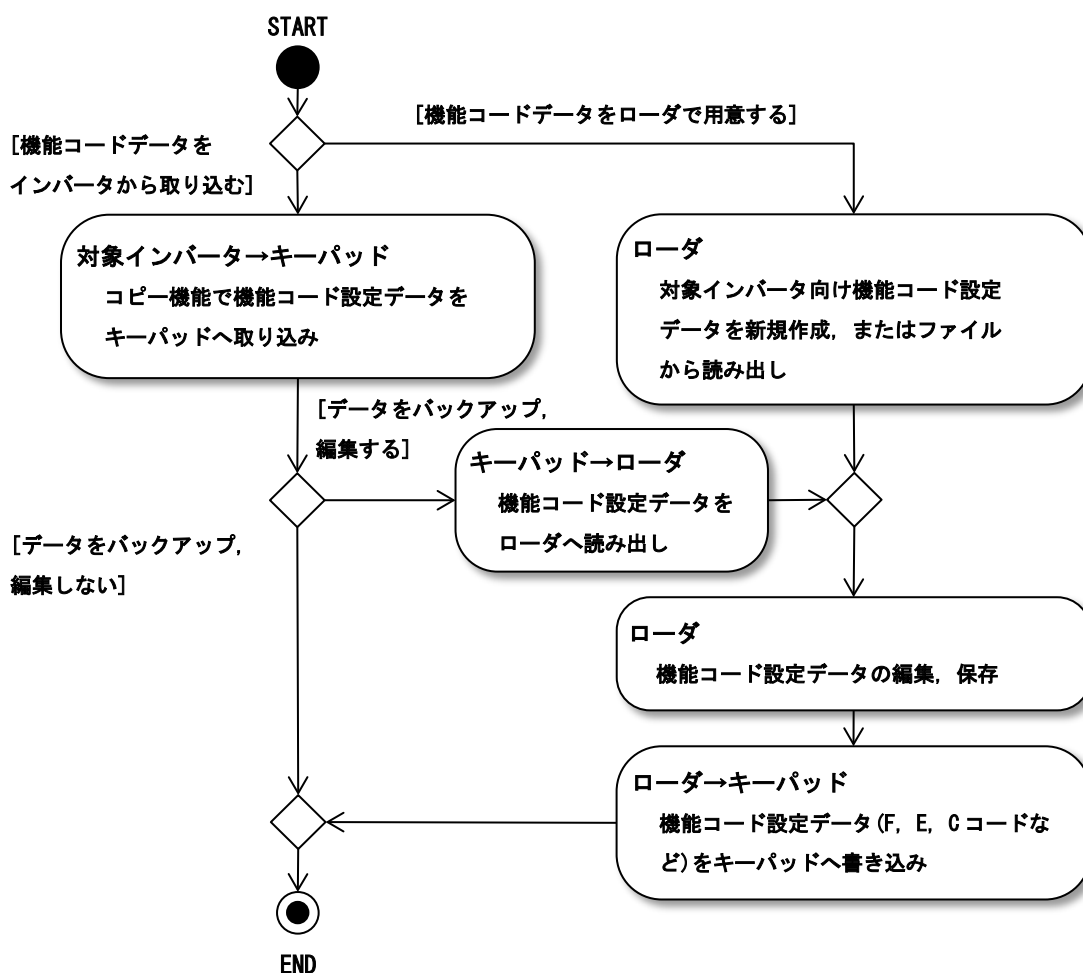 START
[機能コードデータをローダで用意する]
[機能コードデータを
インバータから取り込む]
対象インバータ→キーパッド
コピー機能で機能コード設定データを
キーパッドへ取り込み
ローダ
対象インバータ向け機能コード設定
データを新規作成，またはファイル
から読み出し
[データをバックアップ，
編集する]
キーパッド→ローダ
機能コード設定データを
ローダへ読み出し
[データをバックアップ，
編集しない]
ローダ
機能コード設定データの編集，保存
ローダ→キーパッド
機能コード設定データ(F, E, C コードな
ど)をキーパッドへ書き込み
END